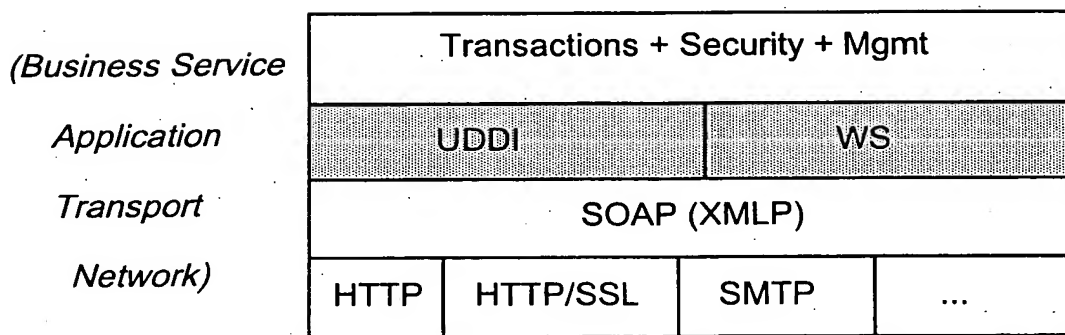 Transactions + Security + Mgmt
(Business Service
Application
UDDI
WS
Transport
SOAP (XMLP)
Network)
HTTP
HTTP/SSL
SMTP
...